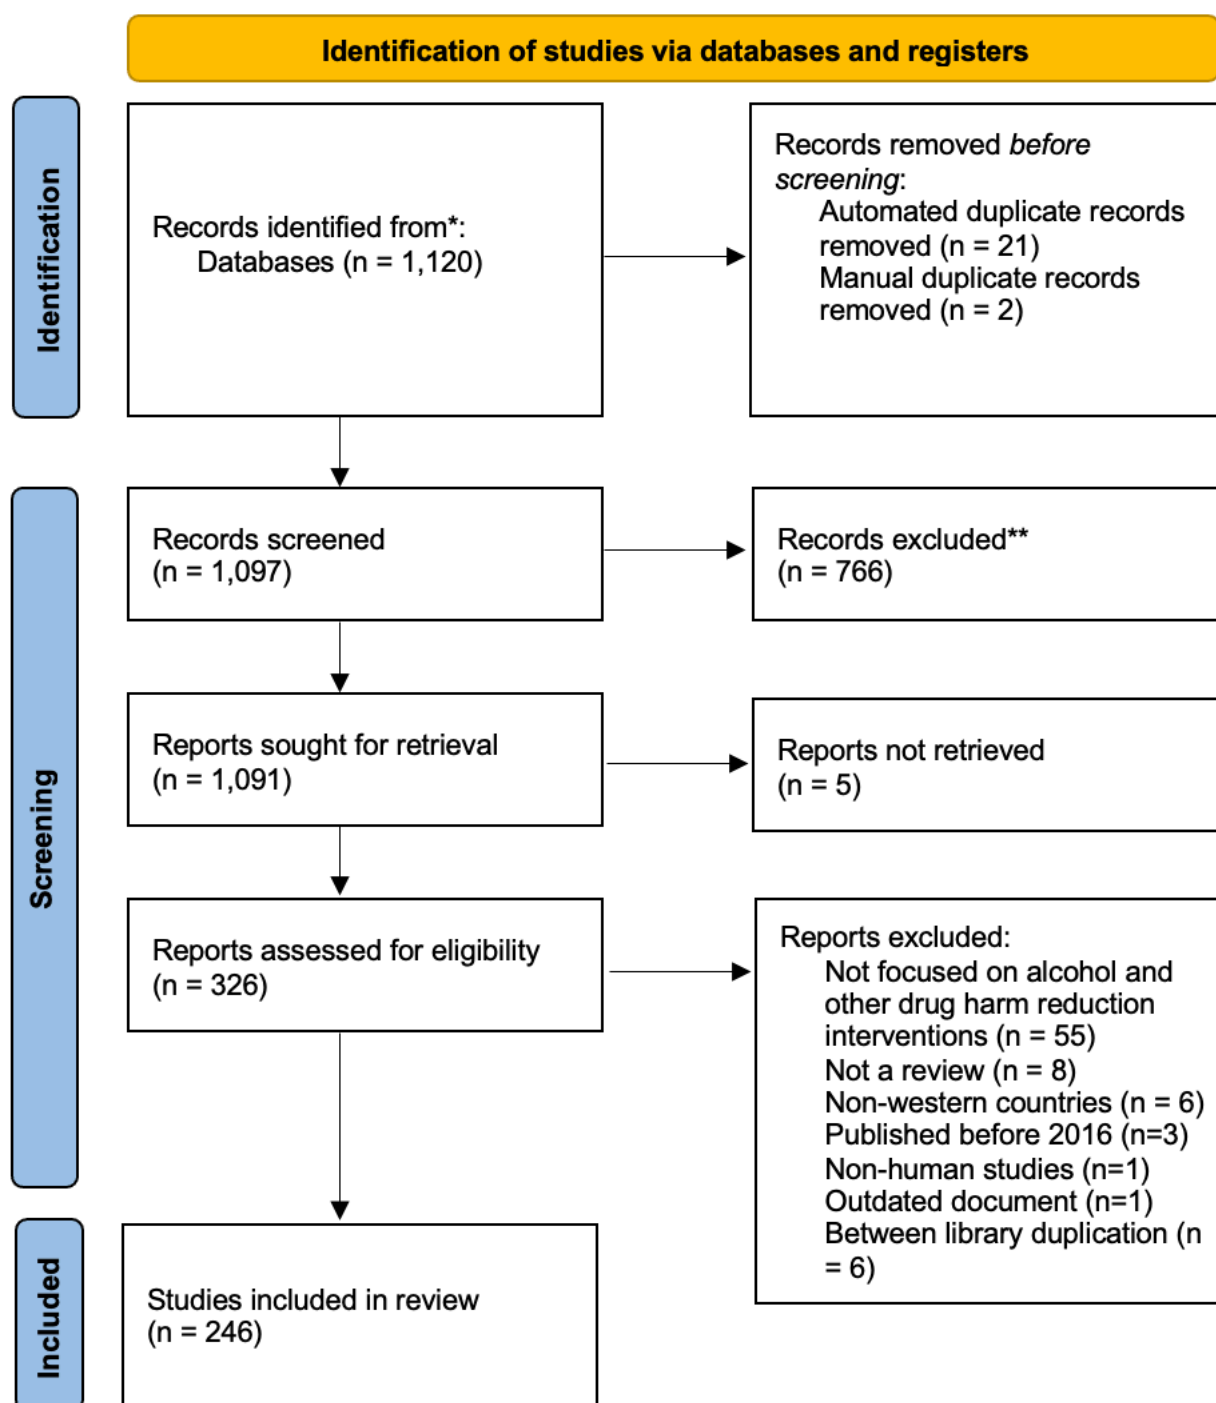 Identification of studies via databases and registers
Identification
Records identified from*:
Databases (n = 1,120)
Records removed before
screening:
Automated duplicate records
removed (n = 21)
Manual duplicate records
removed (n = 2)
Screening
Records screened
(n = 1,097)
Records excluded**
(n = 766)
Reports sought for retrieval
(n = 1,091)
Reports not retrieved
(n = 5)
Reports assessed for eligibility
(n = 326)
Reports excluded:
Not focused on alcohol and
other drug harm reduction
interventions (n = 55)
Not a review (n = 8)
Non-western countries (n = 6)
Published before 2016 (n=3)
Non-human studies (n=1)
Outdated document (n=1)
Between library duplication (n
= 6)
Included
Studies included in review
(n = 246)